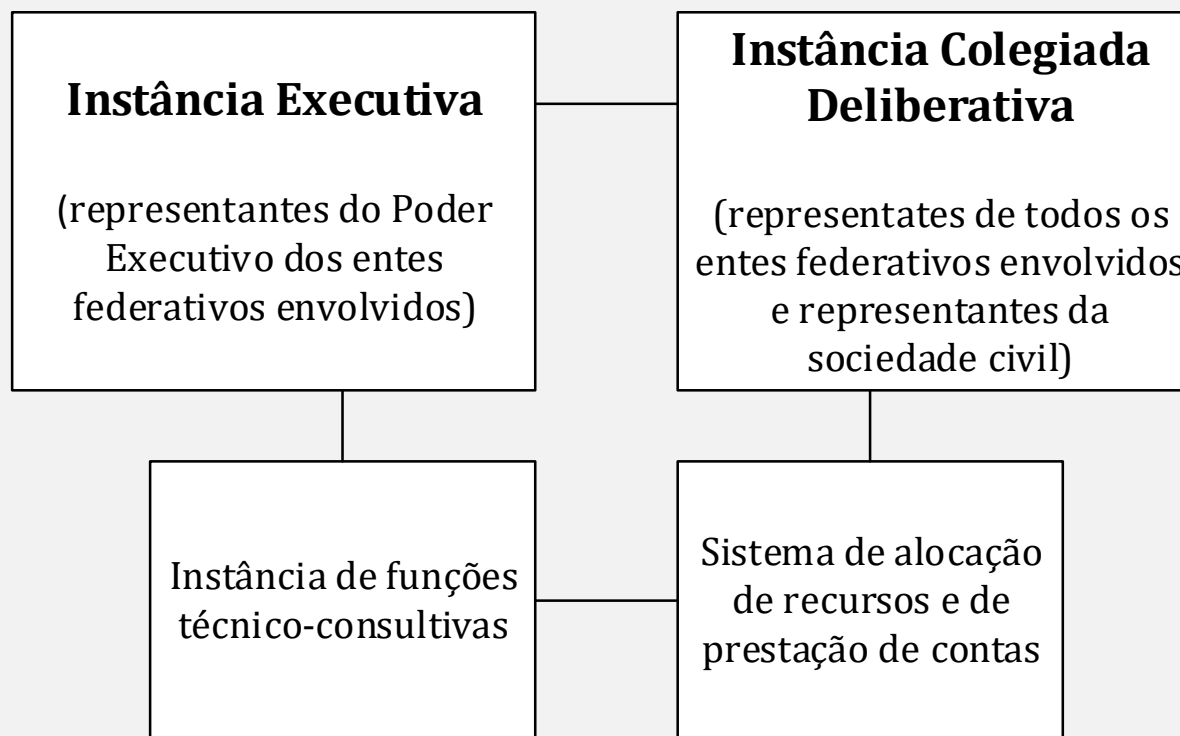 Instância Executiva
(representantes do Poder
Executivo dos entes
federativos envolvidos)
Instância Colegiada
Deliberativa
(representates de todos os
entes federativos envolvidos
e representantes da
sociedade civil)
Instância de funções
técnico-consultivas
Sistema de alocação
de recursos e de
prestação de contas